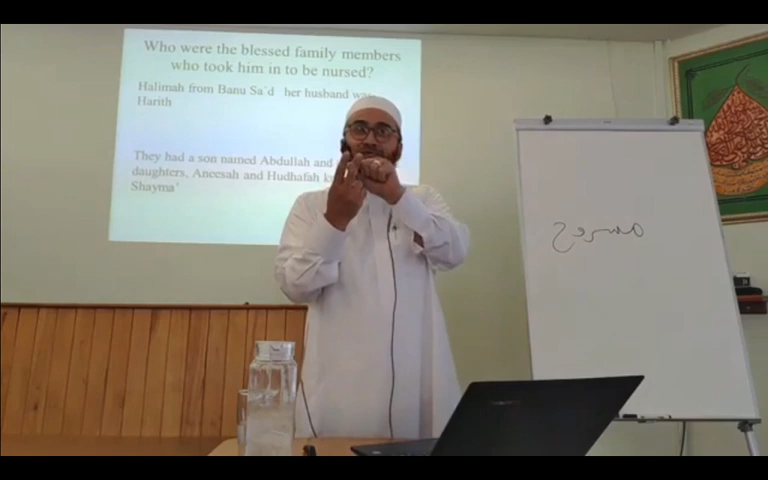 Who were the blessed family members
who took him in to be nursed?
Halimah from Banu Sa`d her husband was
Harith
They had a son named Abdullah and
daughters, Aneesah and Hudhafah
Shayma'